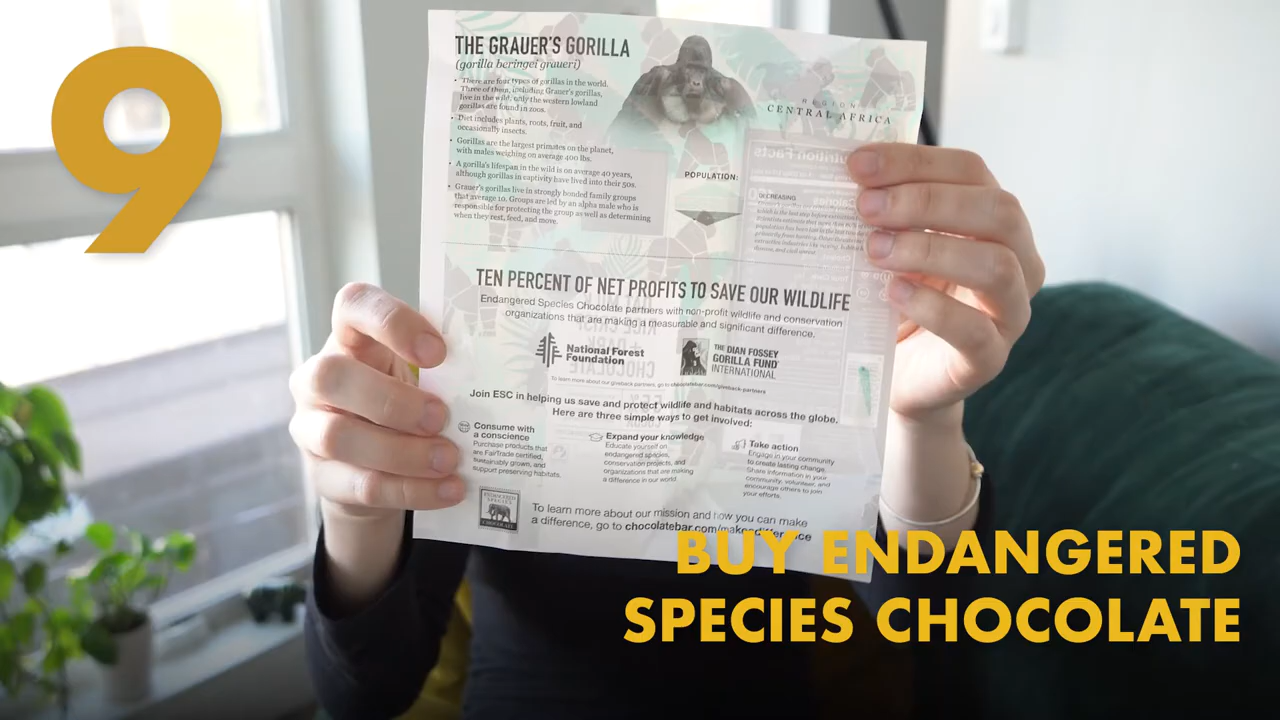 9
THE GRAUER'S GORILLA
(gorilla beringei graueri)
• There are four types of gorillas in the world.
Three of them, including Grauer's gorillas,
live in the wild; only the western lowland
gorillas are found in zoos.
• Diet includes plants, roots, fruit, and
occasionally insects.
• Gorillas are the largest primates on the planet,
with males weighing on average 400 lbs.
• A gorilla's lifespan in the wild is on average 40 years,
although gorillas in captivity have lived into their 50s.
• Grauer's gorillas live in strongly bonded family groups
that average 10. Groups are led by an alpha male who is
responsible for protecting the group as well as determining
when they rest, feed, and move.
REGION
CENTRAL AFRICA
POPULATION:
DECREASING
TEN PERCENT OF NET PROFITS TO SAVE OUR WILDLIFE
Endangered Species Chocolate partners with non-profit wildlife and conservation
organizations that are making a measurable and significant difference.
National Forest
Foundation
THE DIAN FOSSEY
GORILLA FUND
INTERNATIONAL
To learn more about our giveback partners, go to chocolatebar.com/giveback-partners
Join ESC in helping us save and protect wildlife and habitats across the globe.
Here are three simple ways to get involved:
Consume with
a conscience
Purchase products that
are FairTrade certified,
sustainably grown, and
support preserving habitats.
Expand your knowledge
Educate yourself on
endangered species,
conservation projects, and
organizations that are making
a difference in our world
Take action
Engage in your community
to create lasting change.
Share information in your
community, volunteer, and
encourage others to join
your efforts.
ENDANGERED
SPECIES
CHOCOLATE
To learn more about our mission and how you can make
a difference, go to chocolatebar.com/makeadifference
BUY ENDANGERED
SPECIES CHOCOLATE